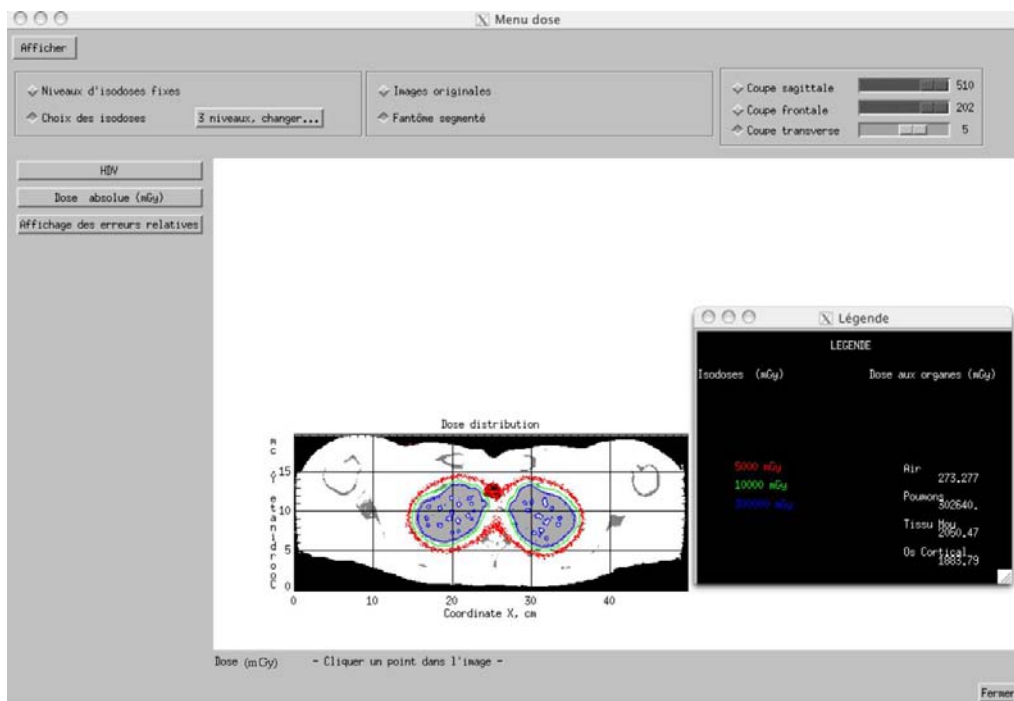 Menu dose
Afficher
Niveaux d'isodoses fixes
Choix des isodoses 3 niveaux, changer...
Images originales
Fantôme segmenté
Coupe sagittale 510
Coupe frontale 202
Coupe transverse 5
HDV
Dose absolue (mGy)
Affichage des erreurs relatives
Dose distribution
Coordinate Y, cm
15
10
5
0
0 10 20 30 40
Coordinate X, cm
Légende
LEGENDE
Isodoses (mGy) Dose aux organes (mGy)
5000 mGy
10000 mGy
Air
273.277
Poumons
302640.
Tissu Mou
2050.47
Os Cortical
1883.79
Dose (mGy) - Cliquer un point dans l'image -
Fermer